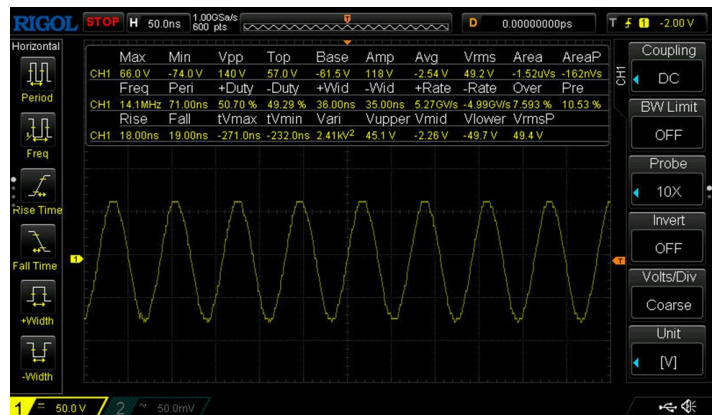 RIGOL STOP H 50.0ns 1.00GSa/s 600 pts D 0.00000000ps T 1 -2.00 V
Horizontal
Period
Freq
Rise Time
Fall Time
+Width
-Width
Max Min Vpp Top Base Amp Avg Vrms Area AreaP
CH1 66.0 V -74.0 V 140 V 57.0 V -61.5 V 118 V -2.54 V 49.2 V -1.52uVs -162nVs
Freq Peri +Duty -Duty +Wid -Wid +Rate -Rate Over Pre
CH1 14.1MHz 71.00ns 50.70 % 49.29 % 36.00ns 35.00ns 5.27GV/s -4.99GV/s 7.593 % 10.53 %
Rise Fall tVmax tVmin Vari Vupper Vmid Vlower VrmsP
CH1 18.00ns 19.00ns -271.0ns -232.0ns 2.41kV² 45.1 V -2.26 V -49.7 V 49.4 V
1
T
CH1
Coupling
DC
BW Limit
OFF
Probe
10X
Invert
OFF
Volts/Div
Coarse
Unit
[V]
1 = 50.0 V 2 ~ 50.0mV